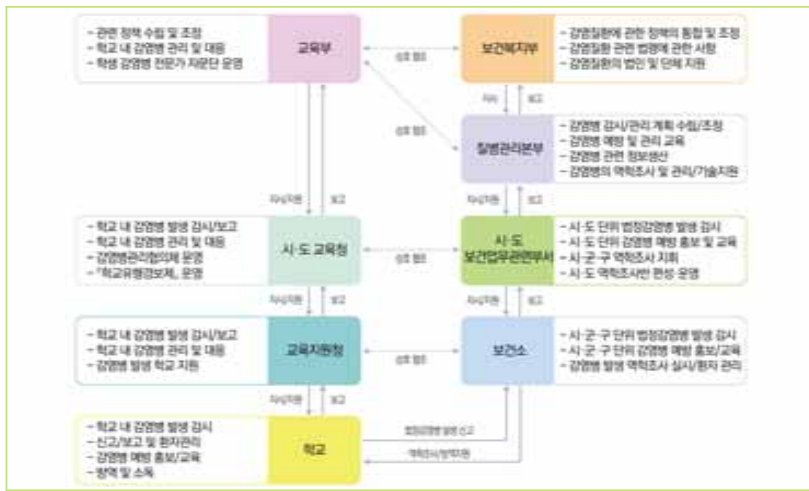 - 관련 정책 수립 및 조정
- 학교 내 감염병 관리 및 대응
- 학생 감염병 전문가 자문단 운영
교육부
상호 협조
보건복지부
- 감염질환에 관한 정책의 통합 및 조정
- 감염질환 관련 법령에 관한 사항
- 감염질환의 법인 및 단체 지원
지시
보고
상호 협조
질병관리본부
- 감염병 감시/관리 계획 수립/조정
- 감염병 예방 및 관리 교육
- 감염병 관련 정보생산
- 감염병의 역학조사 및 관리/기술지원
지시/지원
보고
지시/지원
보고
- 학교 내 감염병 발생 감시/보고
- 학교 내 감염병 관리 및 대응
- 감염병관리협의체 운영
- 「학교유행경보제」 운영
시·도 교육청
상호 협조
시·도
보건업무관련부서
- 시·도 단위 법정감염병 발생 감시
- 시·도 단위 감염병 예방 홍보 및 교육
- 시·군·구 역학조사 지휘
- 시·도 역학조사반 편성·운영
지시/지원
보고
지시/지원
보고
- 학교 내 감염병 발생 감시/보고
- 학교 내 감염병 관리 및 대응
- 감염병 발생 학교 지원
교육지원청
상호 협조
보건소
- 시·군·구 단위 법정감염병 발생 감시
- 시·군·구 단위 감염병 예방 홍보/교육
- 감염병 발생 역학조사 실시/환자 관리
지시/지원
보고
- 학교 내 감염병 발생 감시
- 신고/보고 및 환자관리
- 감염병 예방 홍보/교육
- 방역 및 소독
학교
법정감염병 발생 신고
역학조사/방역지원